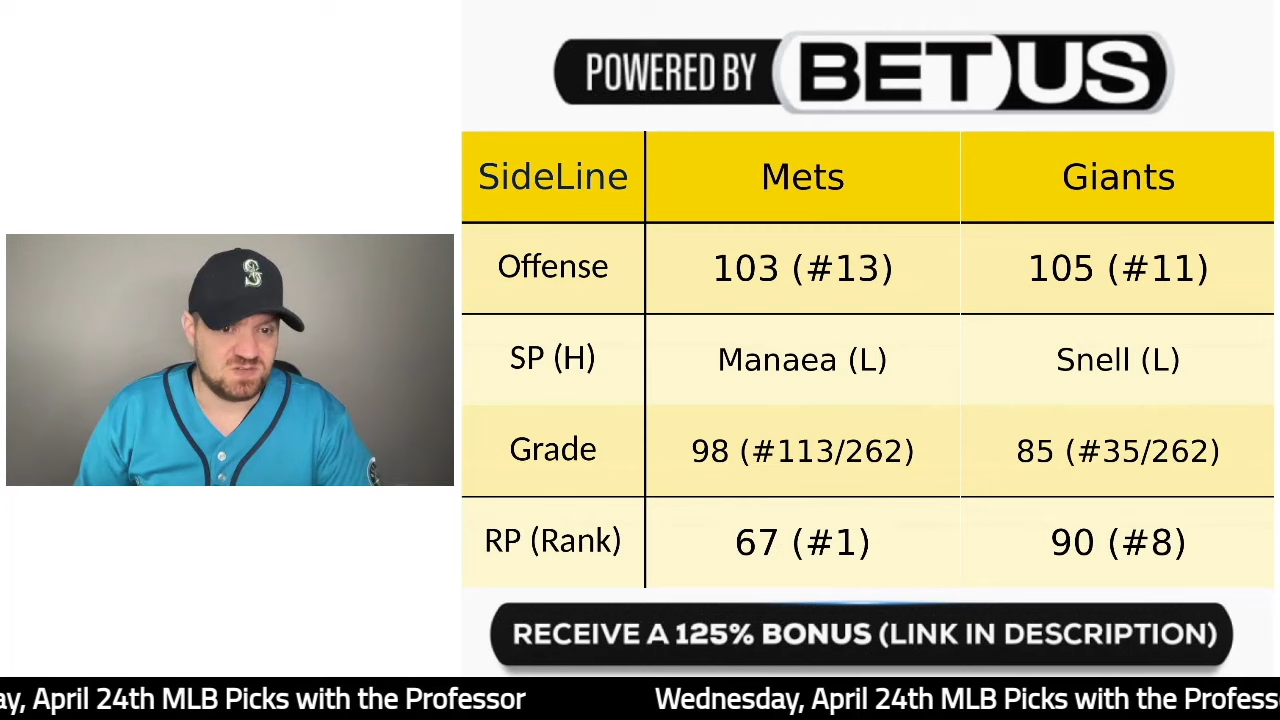 POWERED BY BETUS
SideLine Mets Giants
Offense 103 (#13) 105 (#11)
SP (H) Manaea (L) Snell (L)
Grade 98 (#113/262) 85 (#35/262)
RP (Rank) 67 (#1) 90 (#8)
RECEIVE A 125% BONUS (LINK IN DESCRIPTION)
ay, April 24th MLB Picks with the Professor Wednesday, April 24th MLB Picks with the Profess
S